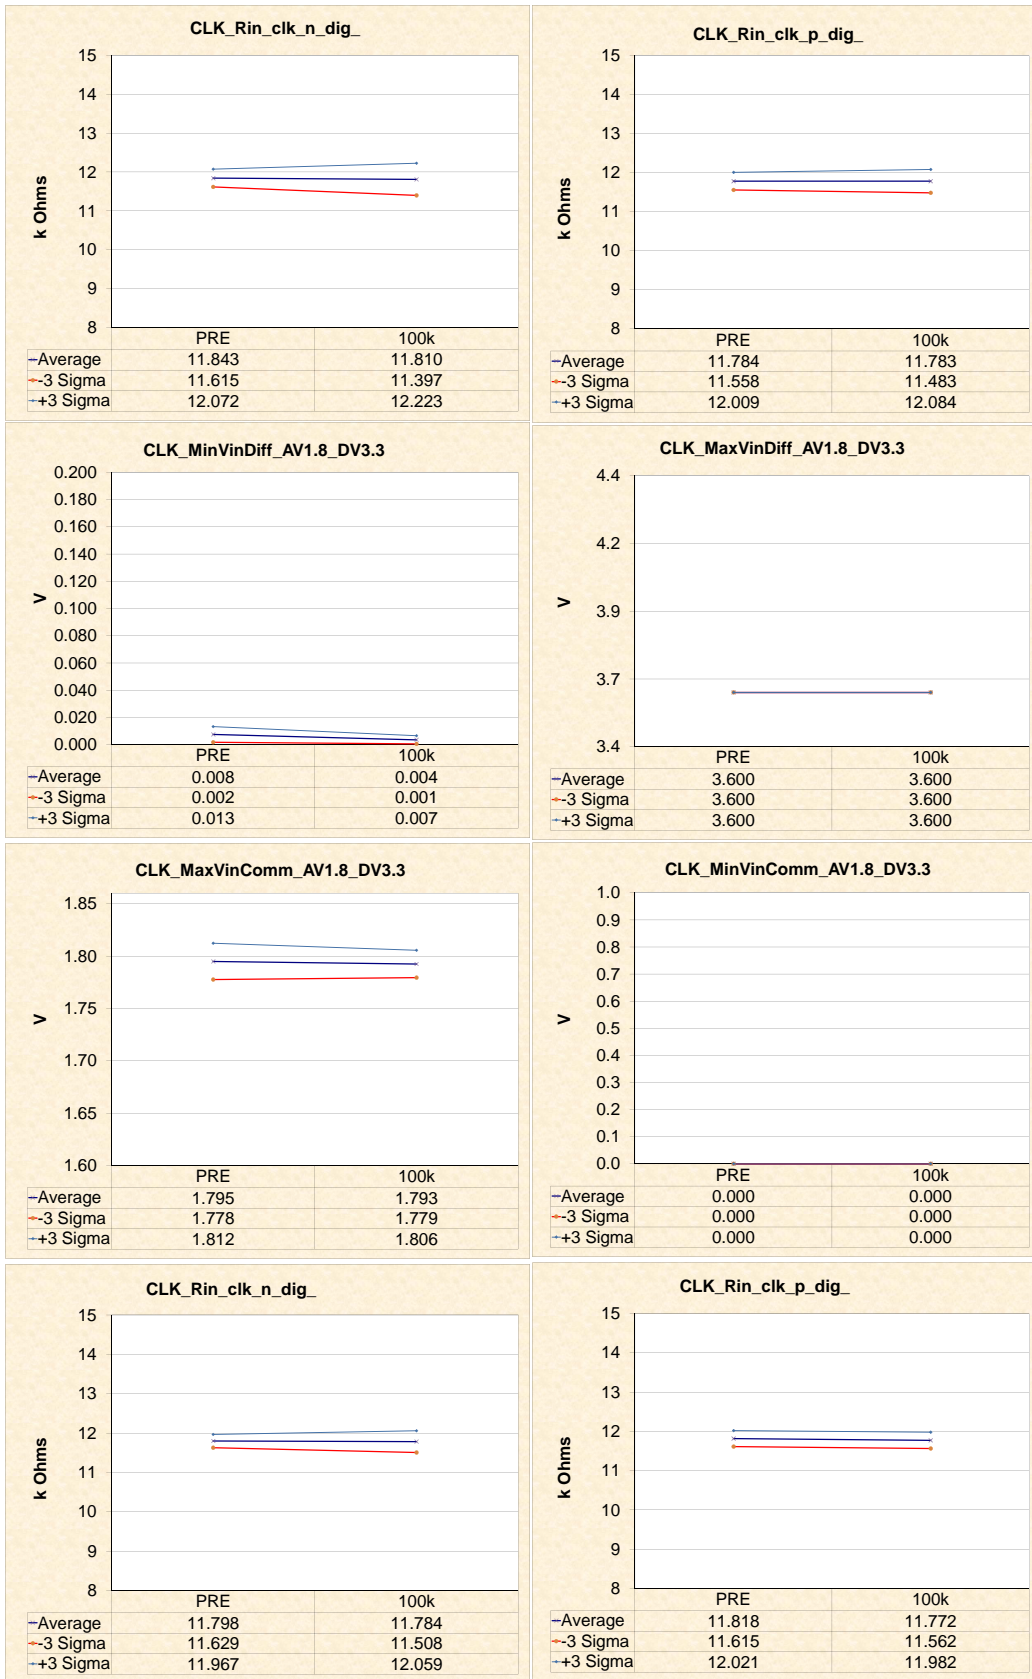 CLK_Rin_clk_n_dig_
15
14
13
12
11
10
9
8
k Ohms
PRE 100k
Average 11.843 11.810
-3 Sigma 11.615 11.397
+3 Sigma 12.072 12.223
CLK_Rin_clk_p_dig_
15
14
13
12
11
10
9
8
k Ohms
PRE 100k
Average 11.784 11.783
-3 Sigma 11.558 11.483
+3 Sigma 12.009 12.084
CLK_MinVinDiff_AV1.8_DV3.3
0.200
0.180
0.160
0.140
0.120
0.100
0.080
0.060
0.040
0.020
0.000
V
PRE 100k
Average 0.008 0.004
-3 Sigma 0.002 0.001
+3 Sigma 0.013 0.007
CLK_MaxVinDiff_AV1.8_DV3.3
4.4
4.2
3.9
3.7
3.4
V
PRE 100k
Average 3.600 3.600
-3 Sigma 3.600 3.600
+3 Sigma 3.600 3.600
CLK_MaxVinComm_AV1.8_DV3.3
1.85
1.80
1.75
1.70
1.65
1.60
V
PRE 100k
Average 1.795 1.793
-3 Sigma 1.778 1.779
+3 Sigma 1.812 1.806
CLK_MinVinComm_AV1.8_DV3.3
1.0
0.9
0.8
0.7
0.6
0.5
0.4
0.3
0.2
0.1
0.0
V
PRE 100k
Average 0.000 0.000
-3 Sigma 0.000 0.000
+3 Sigma 0.000 0.000
CLK_Rin_clk_n_dig_
15
14
13
12
11
10
9
8
k Ohms
PRE 100k
Average 11.798 11.784
-3 Sigma 11.629 11.508
+3 Sigma 11.967 12.059
CLK_Rin_clk_p_dig_
15
14
13
12
11
10
9
8
k Ohms
PRE 100k
Average 11.818 11.772
-3 Sigma 11.615 11.562
+3 Sigma 12.021 11.982